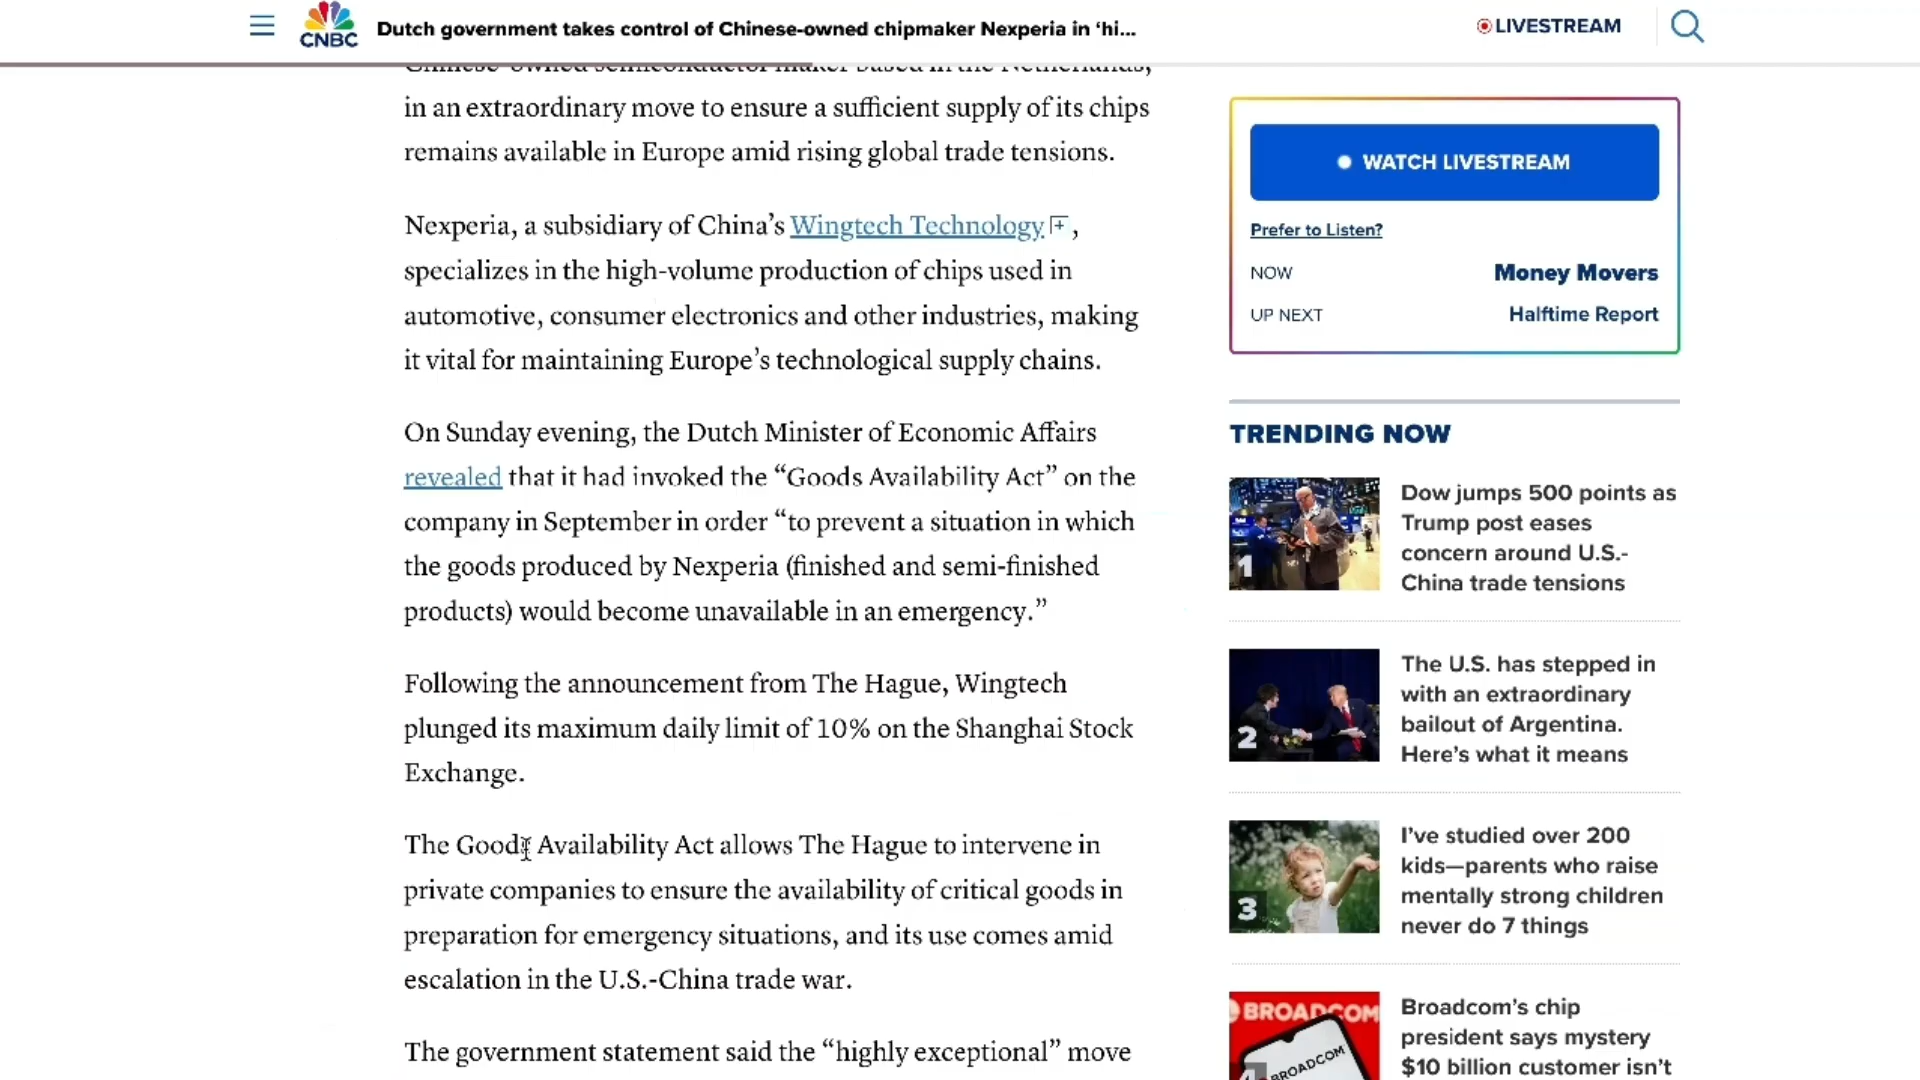 CNBC
Dutch government takes control of Chinese-owned chipmaker Nexperia in ‘hi...
LIVESTREAM
Chinese-owned semiconductor maker based in the Netherlands,
in an extraordinary move to ensure a sufficient supply of its chips
remains available in Europe amid rising global trade tensions.
Nexperia, a subsidiary of China’s Wingtech Technology+,
specializes in the high-volume production of chips used in
automotive, consumer electronics and other industries, making
it vital for maintaining Europe’s technological supply chains.
On Sunday evening, the Dutch Minister of Economic Affairs
revealed that it had invoked the “Goods Availability Act” on the
company in September in order “to prevent a situation in which
the goods produced by Nexperia (finished and semi-finished
products) would become unavailable in an emergency.”
Following the announcement from The Hague, Wingtech
plunged its maximum daily limit of 10% on the Shanghai Stock
Exchange.
The Goods Availability Act allows The Hague to intervene in
private companies to ensure the availability of critical goods in
preparation for emergency situations, and its use comes amid
escalation in the U.S.-China trade war.
The government statement said the “highly exceptional” move
WATCH LIVESTREAM
Prefer to Listen?
NOW Money Movers
UP NEXT Halftime Report
TRENDING NOW
1
Dow jumps 500 points as
Trump post eases
concern around U.S.-
China trade tensions
2
The U.S. has stepped in
with an extraordinary
bailout of Argentina.
Here’s what it means
3
I’ve studied over 200
kids—parents who raise
mentally strong children
never do 7 things
BROADCOM
BROADCOM
Broadcom’s chip
president says mystery
$10 billion customer isn’t